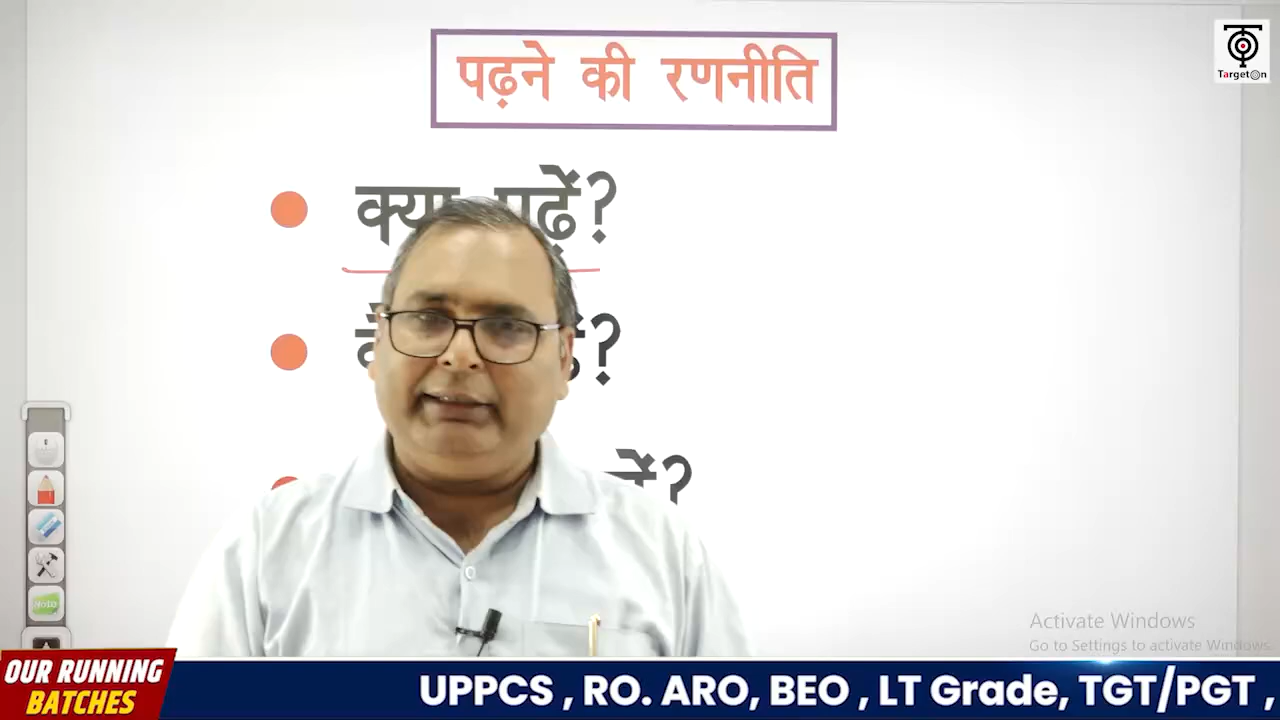 पढ़ने की रणनीति
TargetOn
?
?
?
Activate Windows
Go to Settings to activate Windows.
OUR RUNNING
BATCHES
UPPCS , RO. ARO, BEO , LT Grade, TGT/PGT ,